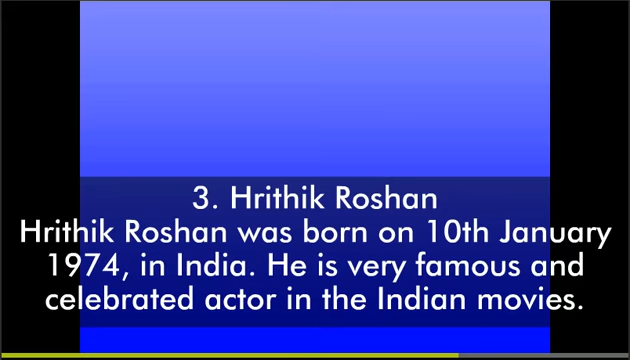 3. Hrithik Roshan
Hrithik Roshan was born on 10th January
1974, in India. He is very famous and
celebrated actor in the Indian movies.